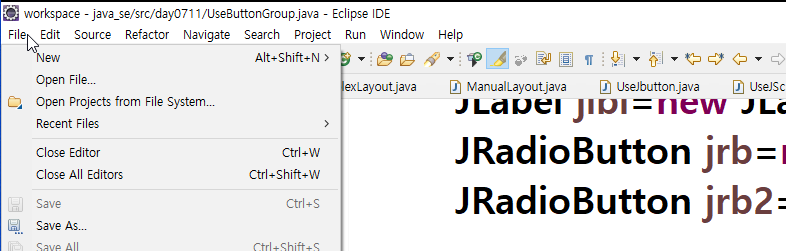 workspace - java_se/src/day0711/UseButtonGroup.java - Eclipse IDE
File Edit Source Refactor Navigate Search Project Run Window Help
New Alt+Shift+N >
Open File...
Open Projects from File System...
Recent Files >
Close Editor Ctrl+W
Close All Editors Ctrl+Shift+W
Save Ctrl+S
Save As...
Save All Ctrl+Shift+S
lexLayout.java ManualLayout.java UseJbutton.java UseJSc
JLabel jlbl=new JLa
JRadioButton jrb=n
JRadioButton jrb2=